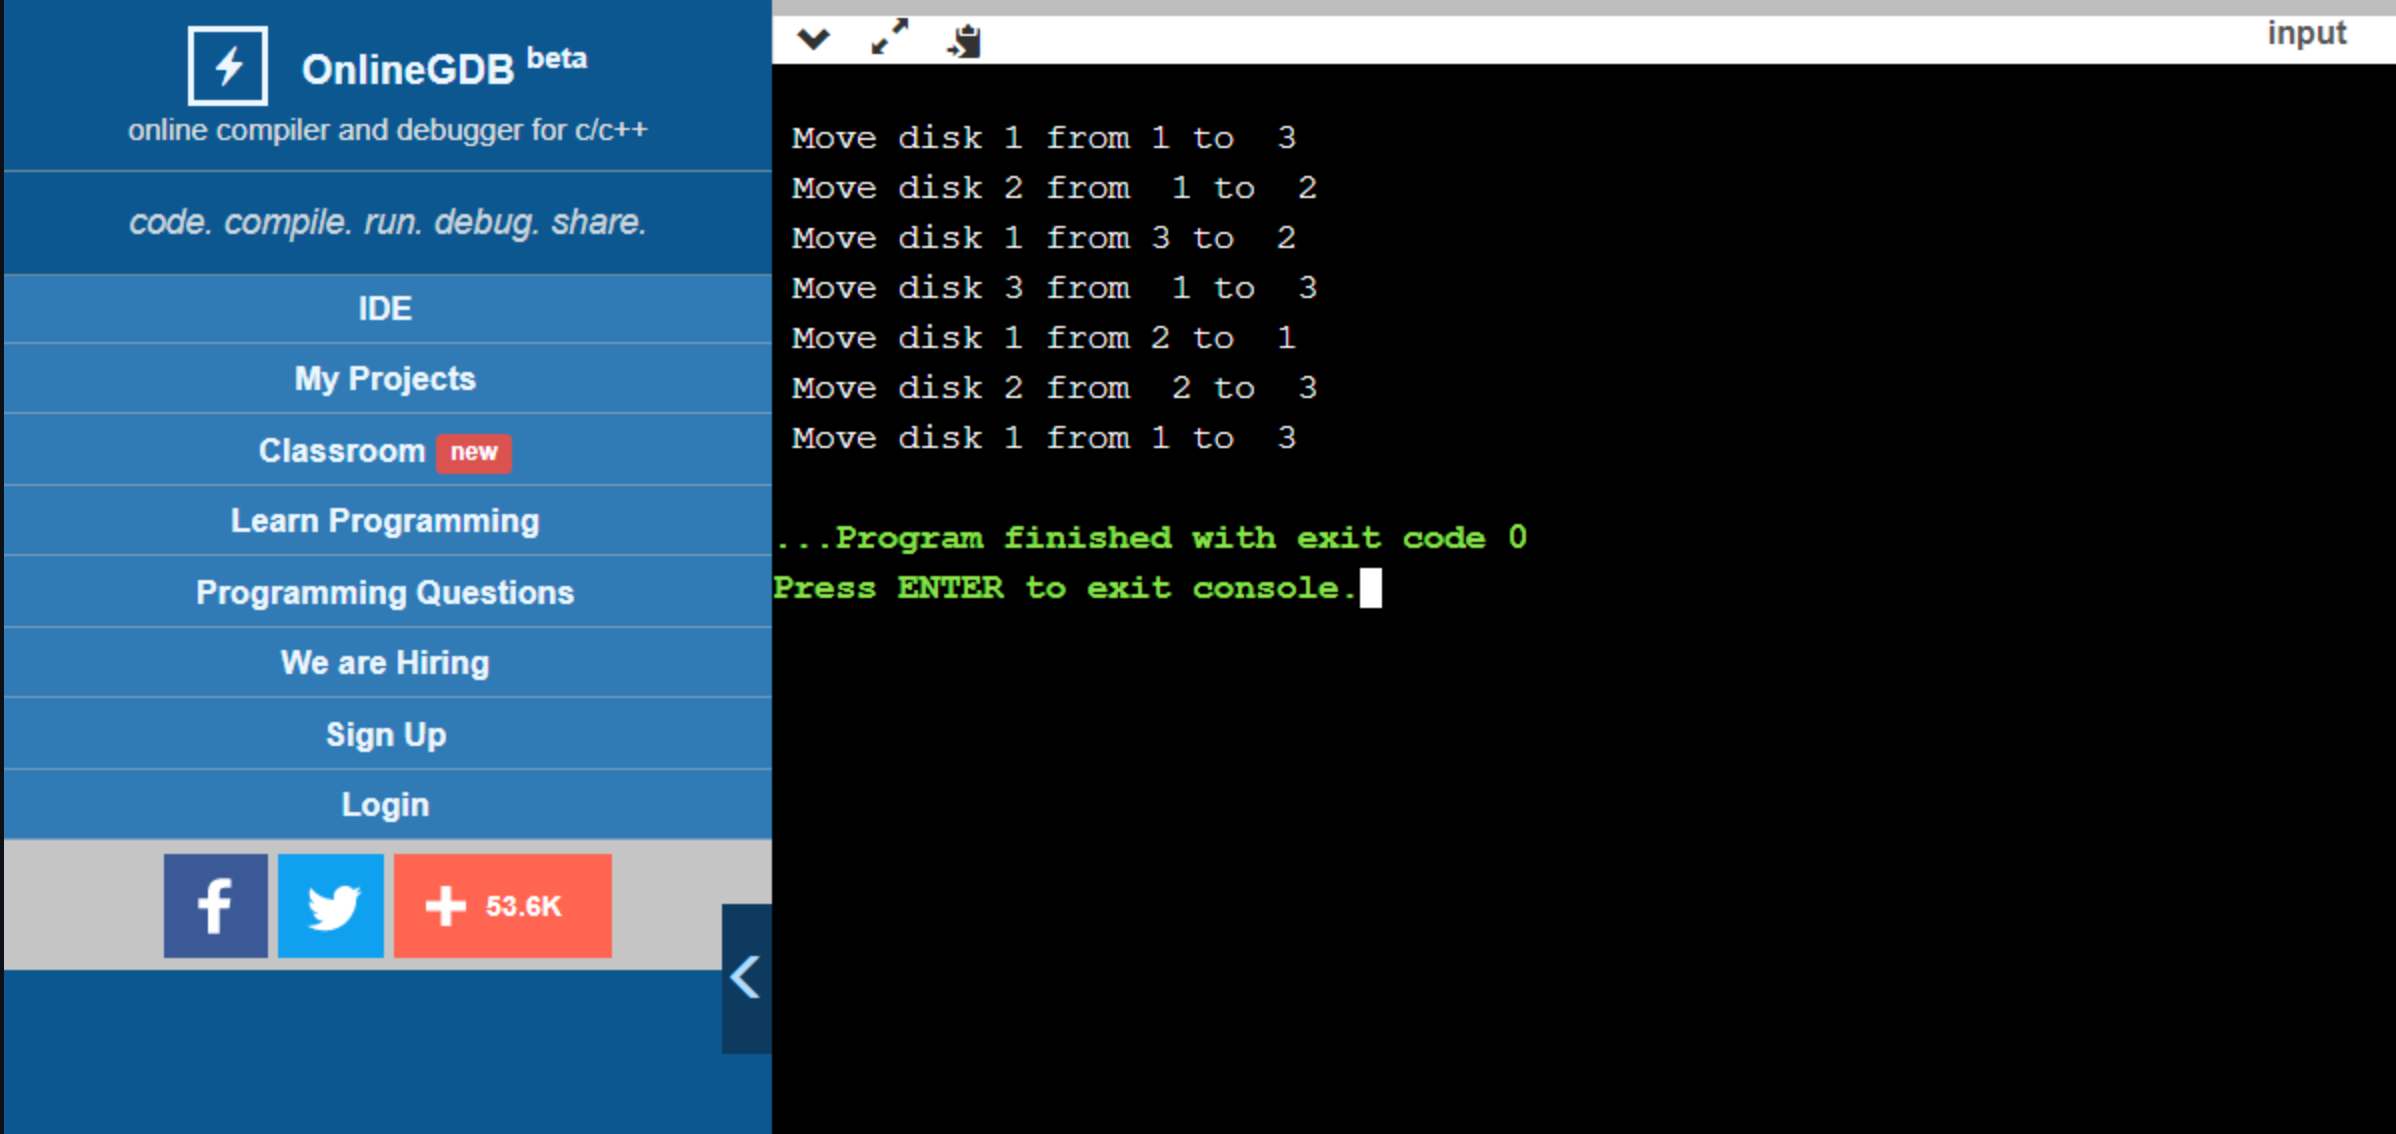 OnlineGDB beta
online compiler and debugger for c/c++
code. compile. run. debug. share.
IDE
My Projects
Classroom new
Learn Programming
Programming Questions
We are Hiring
Sign Up
Login
53.6K
input
Move disk 1 from 1 to  3
Move disk 2 from  1 to  2
Move disk 1 from 3 to  2
Move disk 3 from  1 to  3
Move disk 1 from 2 to  1
Move disk 2 from  2 to  3
Move disk 1 from 1 to  3
...Program finished with exit code 0
Press ENTER to exit console.